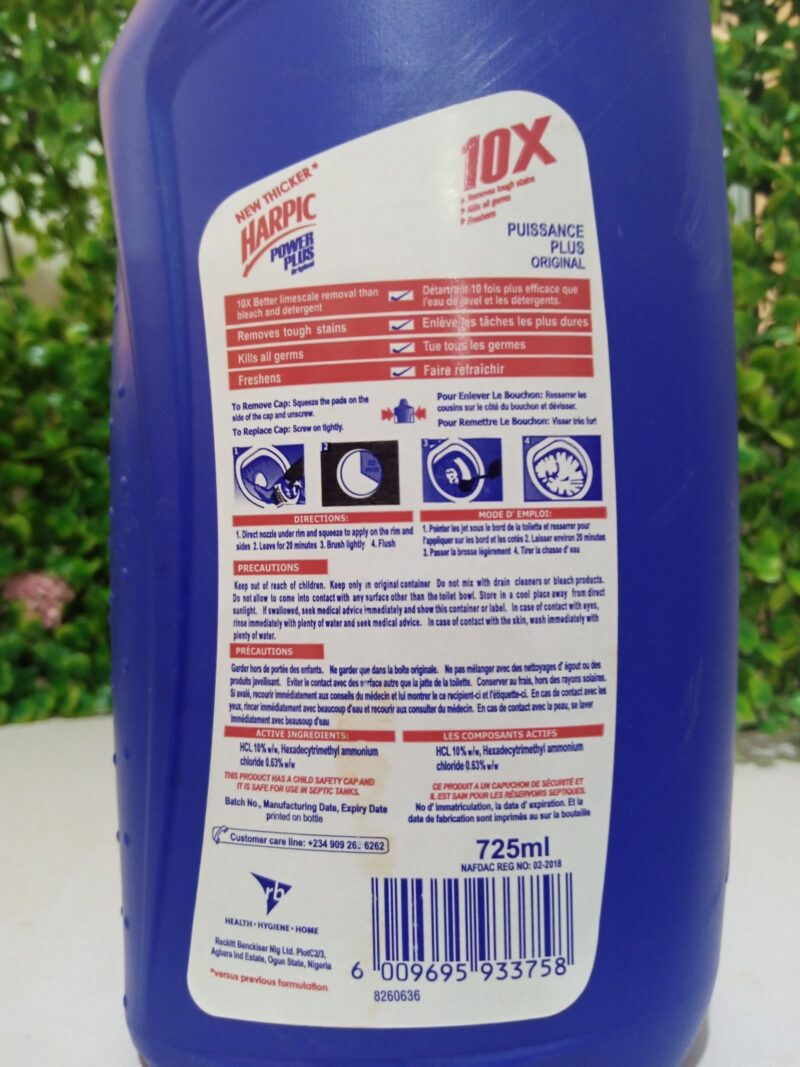 NEW THICKER*
HARPIC
POWER
PLUS
Original
10X
Removes tough stains
Kills all germs
Freshens
PUISSANCE
PLUS
ORIGINAL
10X Better limescale removal than
bleach and detergent
Détartrant 10 fois plus efficace que
l'eau de javel et les détergents.
Removes tough stains
Enlève les tâches les plus dures
Kills all germs
Tue tous les germes
Freshens
Faire refraîchir
To Remove Cap: Squeeze the pads on the
side of the cap and unscrew.
To Replace Cap: Screw on tightly.
Pour Enlever Le Bouchon: Resserrer les
cousins sur le côté du bouchon et dévisser.
Pour Remettre Le Bouchon: Visser très fort
1
2
20
min
3
4
DIRECTIONS:
1. Direct nozzle under rim and squeeze to apply on the rim and
sides 2. Leave for 20 minutes 3. Brush lightly 4. Flush
MODE D' EMPLOI:
1. Pointer les jet sous le bord de la toilette et resserrer pour
l'appliquer sur les bord et les cotés 2. Laisser environ 20 minutes
3. Passer la brosse légèrement 4. Tirer la chasse d' eau
PRECAUTIONS
Keep out of reach of children. Keep only in original container Do not mix with drain cleaners or bleach products.
Do not allow to come into contact with any surface other than the toilet bowl. Store in a cool place away from direct
sunlight. If swallowed, seek medical advice immediately and show this container or label. In case of contact with eyes,
rinse immediately with plenty of water and seek medical advice. In case of contact with the skin, wash immediately with
plenty of water.
PRÉCAUTIONS
Garder hors de portée des enfants. Ne garder que dans la boîte originale. Ne pas mélanger avec des nettoyages d' égout ou des
produits javellisant. Eviter le contact avec des surface autre que la jatte de la toilette. Conserver au frais, hors des rayons solaires.
Si avalé, recourir immédiatement aux conseils du médecin et lui montrer le ce recipient-ci et l'étiquette-ci. En cas de contact avec les
yeux, rincer immédiatement avec beaucoup d'eau et recourir aux consulter du médecin. En cas de contact avec la peau, se laver
immédiatement avec beausoup d'eau
ACTIVE INGREDIENTS:
HCL 10% w/w, Hexadecytrimethyl ammonium
chloride 0.63% w/w
THIS PRODUCT HAS A CHILD SAFETY CAP AND
IT IS SAFE FOR USE IN SEPTIC TANKS.
Batch No., Manufacturing Date, Expiry Date
printed on bottle
LES COMPOSANTS ACTIFS
HCL 10% w/w, Hexadecytrimethyl ammonium
chloride 0.63% w/w
CE PRODUIT A UN CAPUCHON DE SÉCURITÉ ET
IL EST SAIN POUR LES RÉSERVOIRS SEPTIQUES.
No d' immatriculation, la date d' expiration. Et la
date de fabrication sont imprimés au sur la bouteille
Customer care line: +234 909 26 6262
725ml
NAFDAC REG NO: 02-2016
rb
HEALTH • HYGIENE • HOME
Reckitt Benckiser Nig Ltd. PlotC2/3,
Agbara Ind Estate, Ogun State, Nigeria
*versus previous formulation
6 009695 933758
8260636